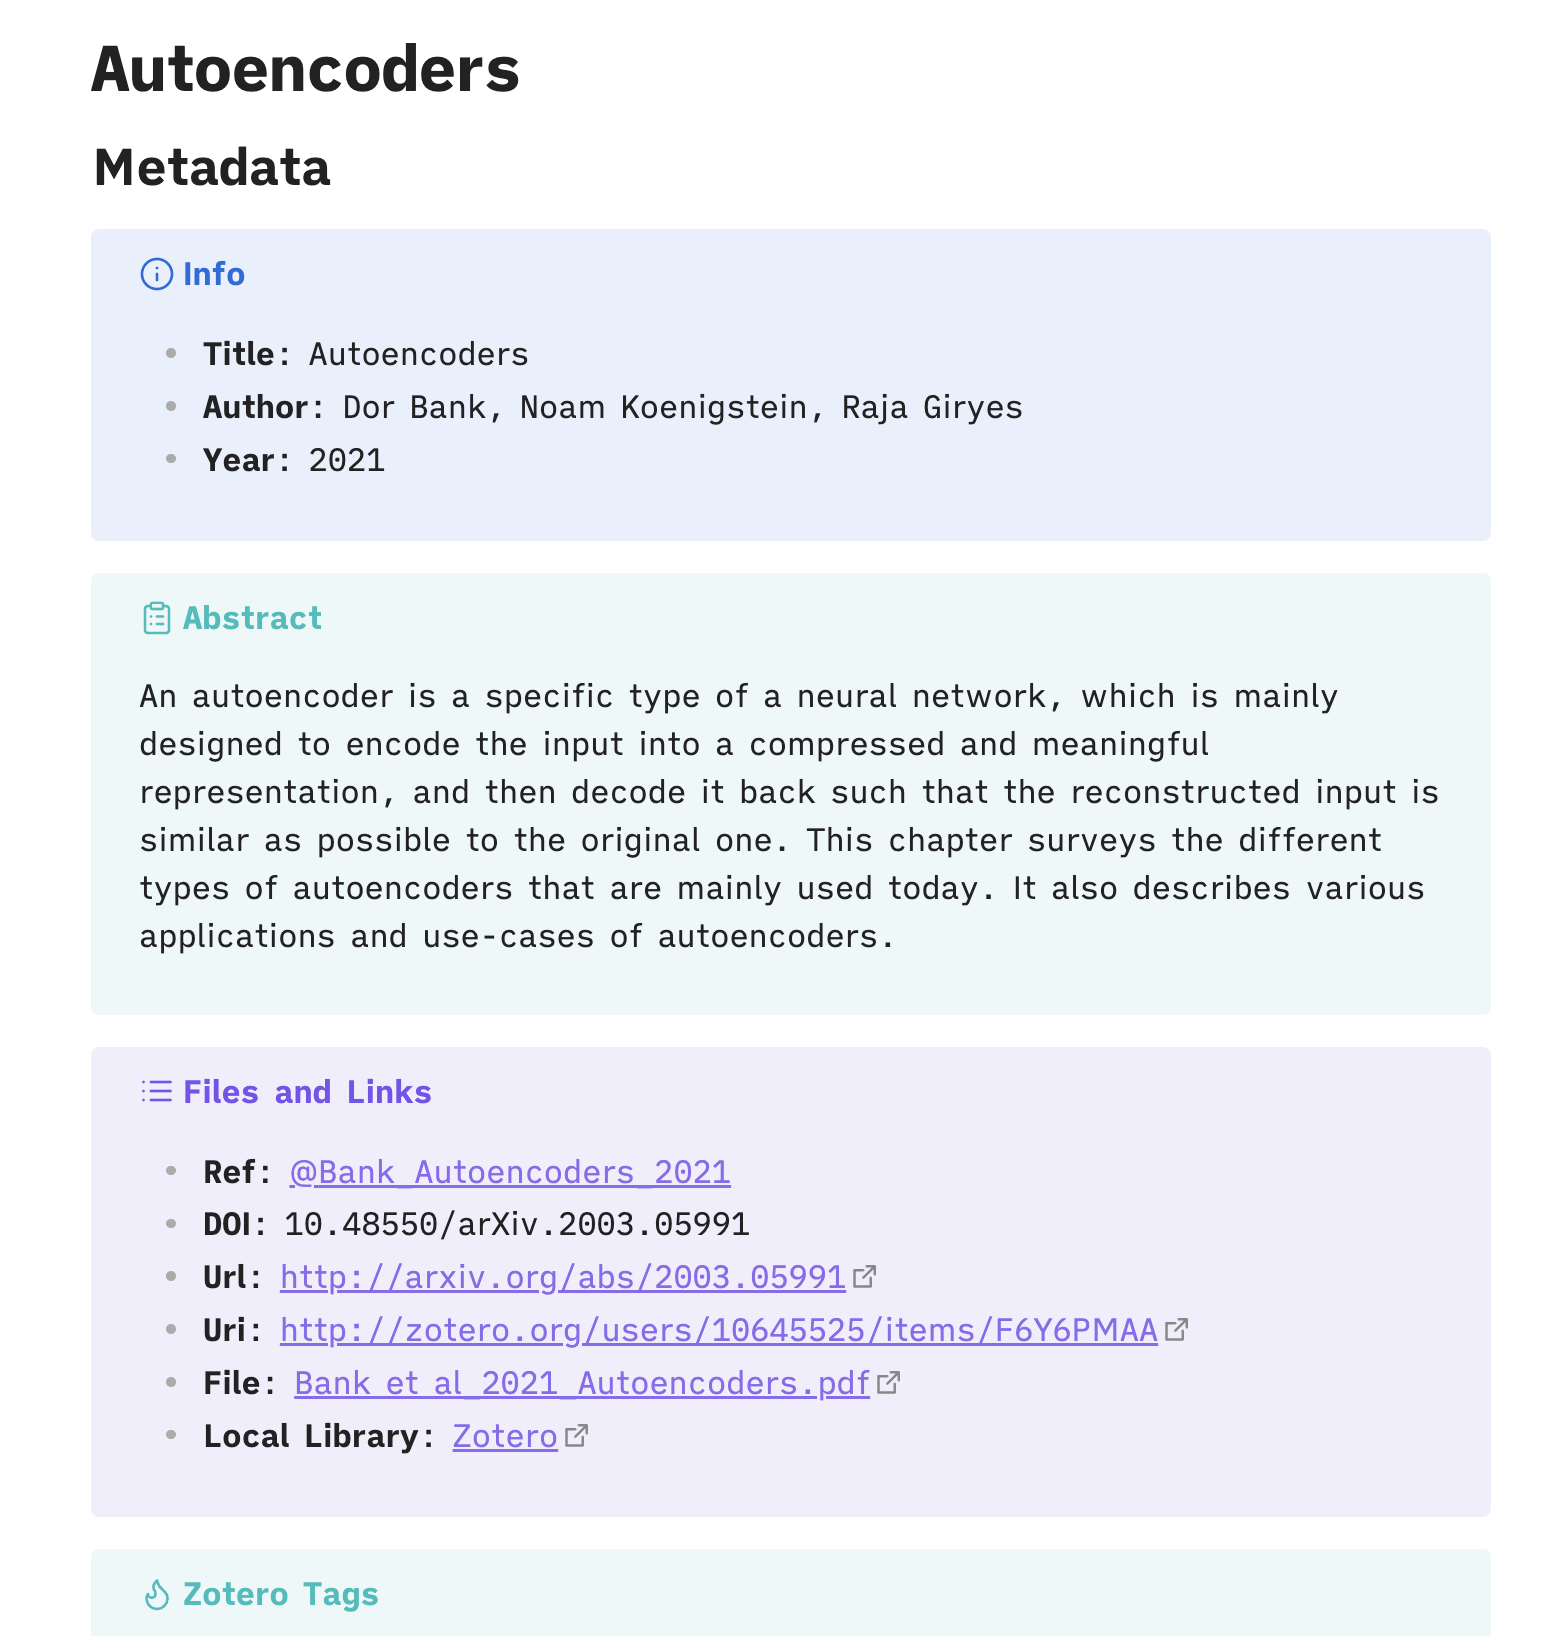 Autoencoders
Metadata
Info
Title: Autoencoders
Author: Dor Bank, Noam Koenigstein, Raja Giryes
Year: 2021
Abstract
An autoencoder is a specific type of a neural network, which is mainly
designed to encode the input into a compressed and meaningful
representation, and then decode it back such that the reconstructed input is
similar as possible to the original one. This chapter surveys the different
types of autoencoders that are mainly used today. It also describes various
applications and use-cases of autoencoders.
Files and Links
Ref: @Bank_Autoencoders_2021
DOI: 10.48550/arXiv.2003.05991
Url: http://arxiv.org/abs/2003.05991
Uri: http://zotero.org/users/10645525/items/F6Y6PMAA
File: Bank et al_2021_Autoencoders.pdf
Local Library: Zotero
Zotero Tags